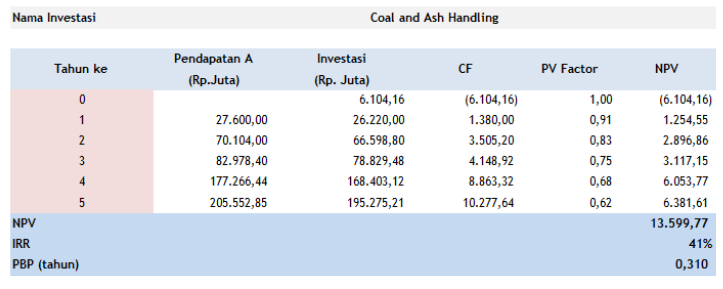 Nama Investasi Coal and Ash Handling
Tahun ke Pendapatan A (Rp.Juta) Investasi (Rp. Juta) CF PV Factor NPV
0 6.104,16 (6.104,16) 1,00 (6.104,16)
1 27.600,00 26.220,00 1.380,00 0,91 1.254,55
2 70.104,00 66.598,80 3.505,20 0,83 2.896,86
3 82.978,40 78.829,48 4.148,92 0,75 3.117,15
4 177.266,44 168.403,12 8.863,32 0,68 6.053,77
5 205.552,85 195.275,21 10.277,64 0,62 6.381,61
NPV 13.599,77
IRR 41%
PBP (tahun) 0,310